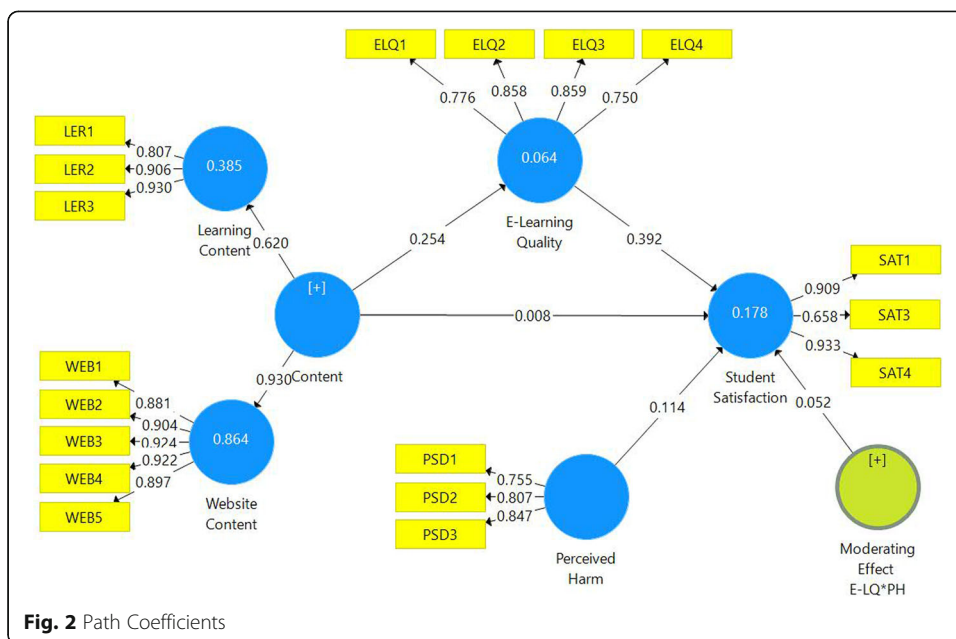 ELQ1
ELQ2
ELQ3
ELQ4
0.776
0.858
0.859
0.750
LER1
LER2
LER3
0.807
0.906
0.930
0.385
Learning
Content
0.620
0.064
E-Learning
Quality
0.254
0.392
[+]
Content
0.008
0.930
SAT1
SAT3
SAT4
0.909
0.658
0.933
0.178
Student
Satisfaction
WEB1
WEB2
WEB3
WEB4
WEB5
0.881
0.904
0.924
0.922
0.897
0.864
Website
Content
0.114
0.052
PSD1
PSD2
PSD3
0.755
0.807
0.847
Perceived
Harm
[+]
Moderating
Effect
E-LQ*PH
Fig. 2 Path Coefficients